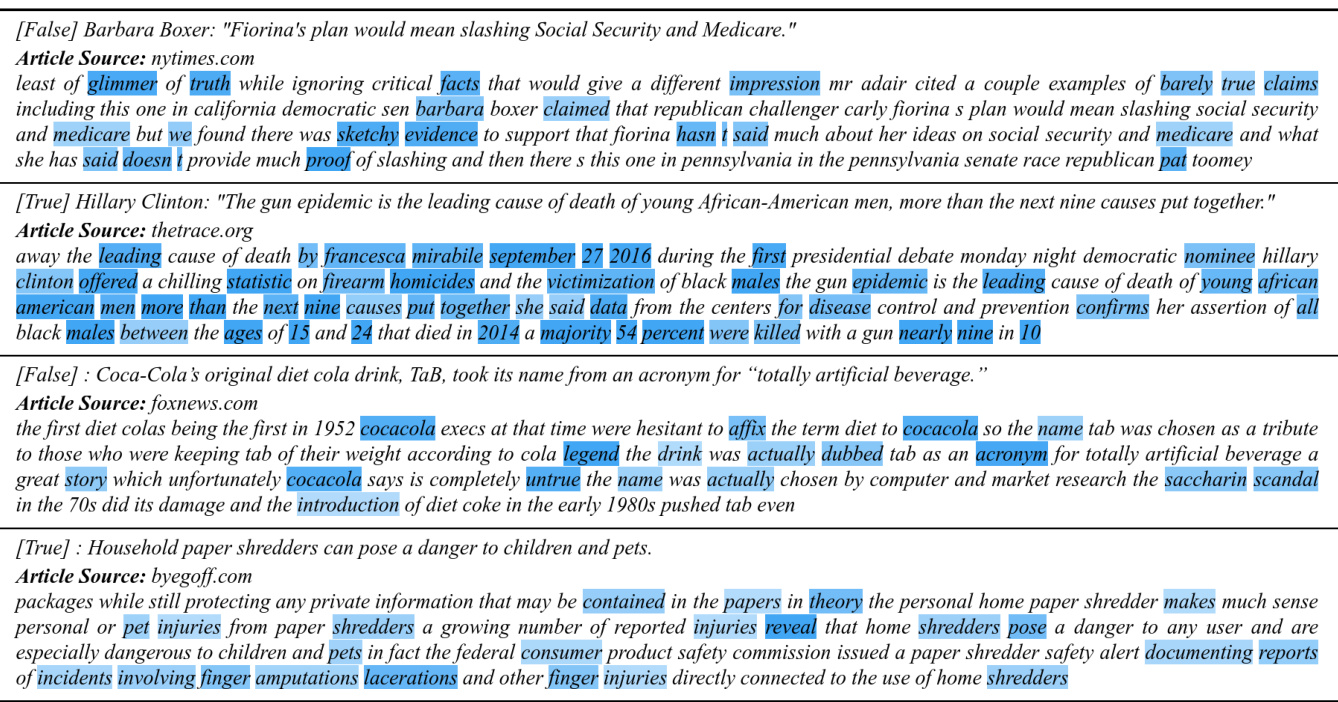 [False] Barbara Boxer: "Fiorina's plan would mean slashing Social Security and Medicare."
Article Source: nytimes.com
least of glimmer of truth while ignoring critical facts that would give a different impression mr adair cited a couple examples of barely true claims
including this one in california democratic sen barbara boxer claimed that republican challenger carly fiorina s plan would mean slashing social security
and medicare but we found there was sketchy evidence to support that fiorina hasn t said much about her ideas on social security and medicare and what
she has said doesn t provide much proof of slashing and then there s this one in pennsylvania in the pennsylvania senate race republican pat toomey
[True] Hillary Clinton: "The gun epidemic is the leading cause of death of young African-American men, more than the next nine causes put together."
Article Source: thetrace.org
away the leading cause of death by francesca mirabile september 27 2016 during the first presidential debate monday night democratic nominee hillary
clinton offered a chilling statistic on firearm homicides and the victimization of black males the gun epidemic is the leading cause of death of young african
american men more than the next nine causes put together she said data from the centers for disease control and prevention confirms her assertion of all
black males between the ages of 15 and 24 that died in 2014 a majority 54 percent were killed with a gun nearly nine in 10
[False] : Coca-Cola’s original diet cola drink, TaB, took its name from an acronym for “totally artificial beverage.”
Article Source: foxnews.com
the first diet colas being the first in 1952 cocacola execs at that time were hesitant to affix the term diet to cocacola so the name tab was chosen as a tribute
to those who were keeping tab of their weight according to cola legend the drink was actually dubbed tab as an acronym for totally artificial beverage a
great story which unfortunately cocacola says is completely untrue the name was actually chosen by computer and market research the saccharin scandal
in the 70s did its damage and the introduction of diet coke in the early 1980s pushed tab even
[True] : Household paper shredders can pose a danger to children and pets.
Article Source: byegoff.com
packages while still protecting any private information that may be contained in the papers in theory the personal home paper shredder makes much sense
personal or pet injuries from paper shredders a growing number of reported injuries reveal that home shredders pose a danger to any user and are
especially dangerous to children and pets in fact the federal consumer product safety commission issued a paper shredder safety alert documenting reports
of incidents involving finger amputations lacerations and other finger injuries directly connected to the use of home shredders